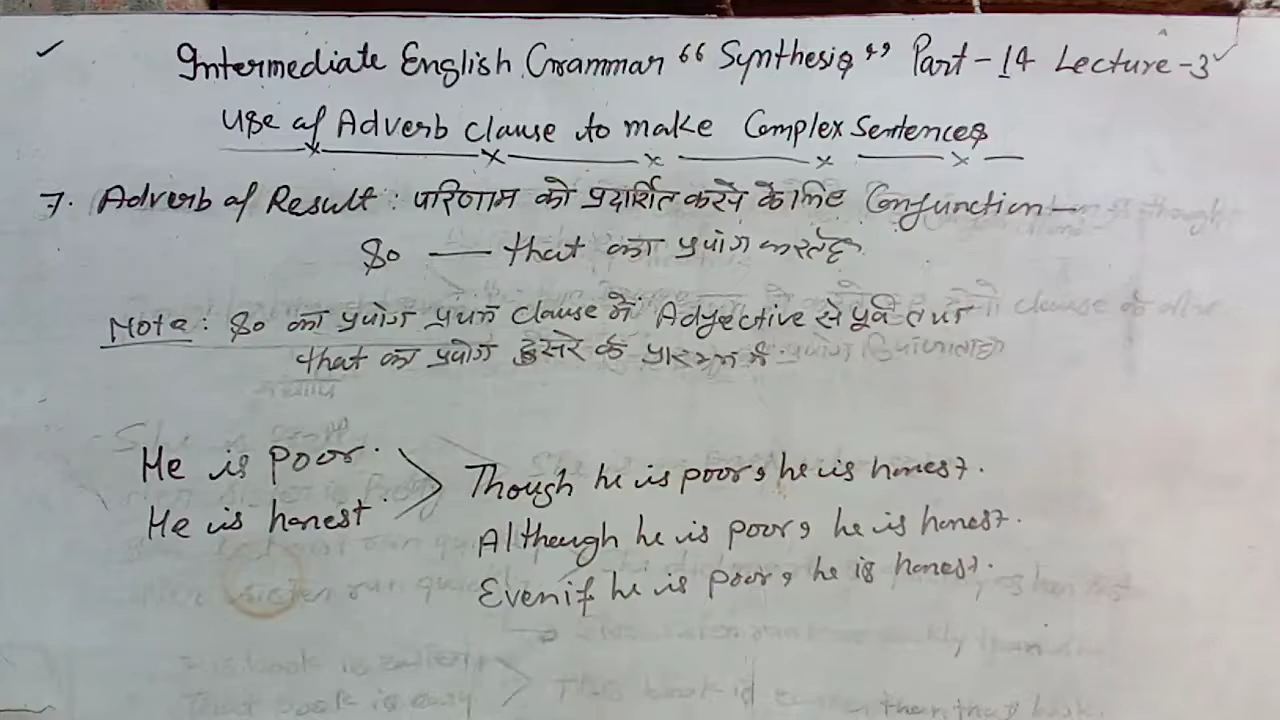 Intermediate English Grammar "Synthesis" Part-14 Lecture-3
Use of Adverb clause to make Complex Sentences
7. Adverb of Result: परिणाम को प्रदर्शित करने के लिए Conjunction—
So — that का प्रयोग करते हैं
Note: So का प्रयोग प्रथम clause में Adjective से पूर्व तथा
that का प्रयोग दुसरे के प्रारम्भ में
He is poor.
He is honest
Though he is poor, he is honest.
Although he is poor, he is honest.
Even if he is poor, he is honest.